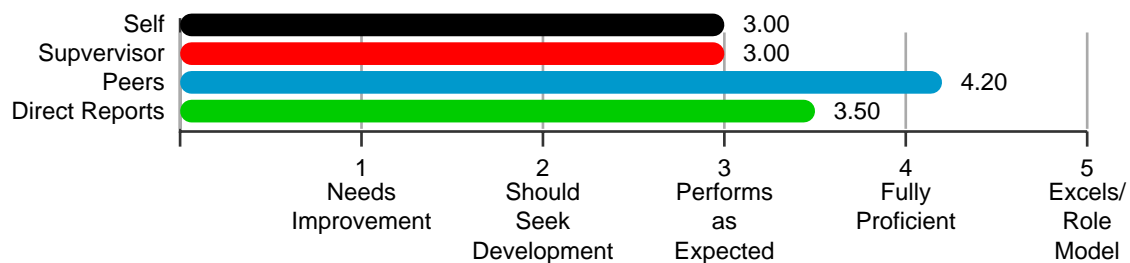 Self 3.00
Supvervisor 3.00
Peers 4.20
Direct Reports 3.50
1 2 3 4 5
Needs Should Performs Fully Excels/
Improvement Seek as Proficient Role
Development Expected Model